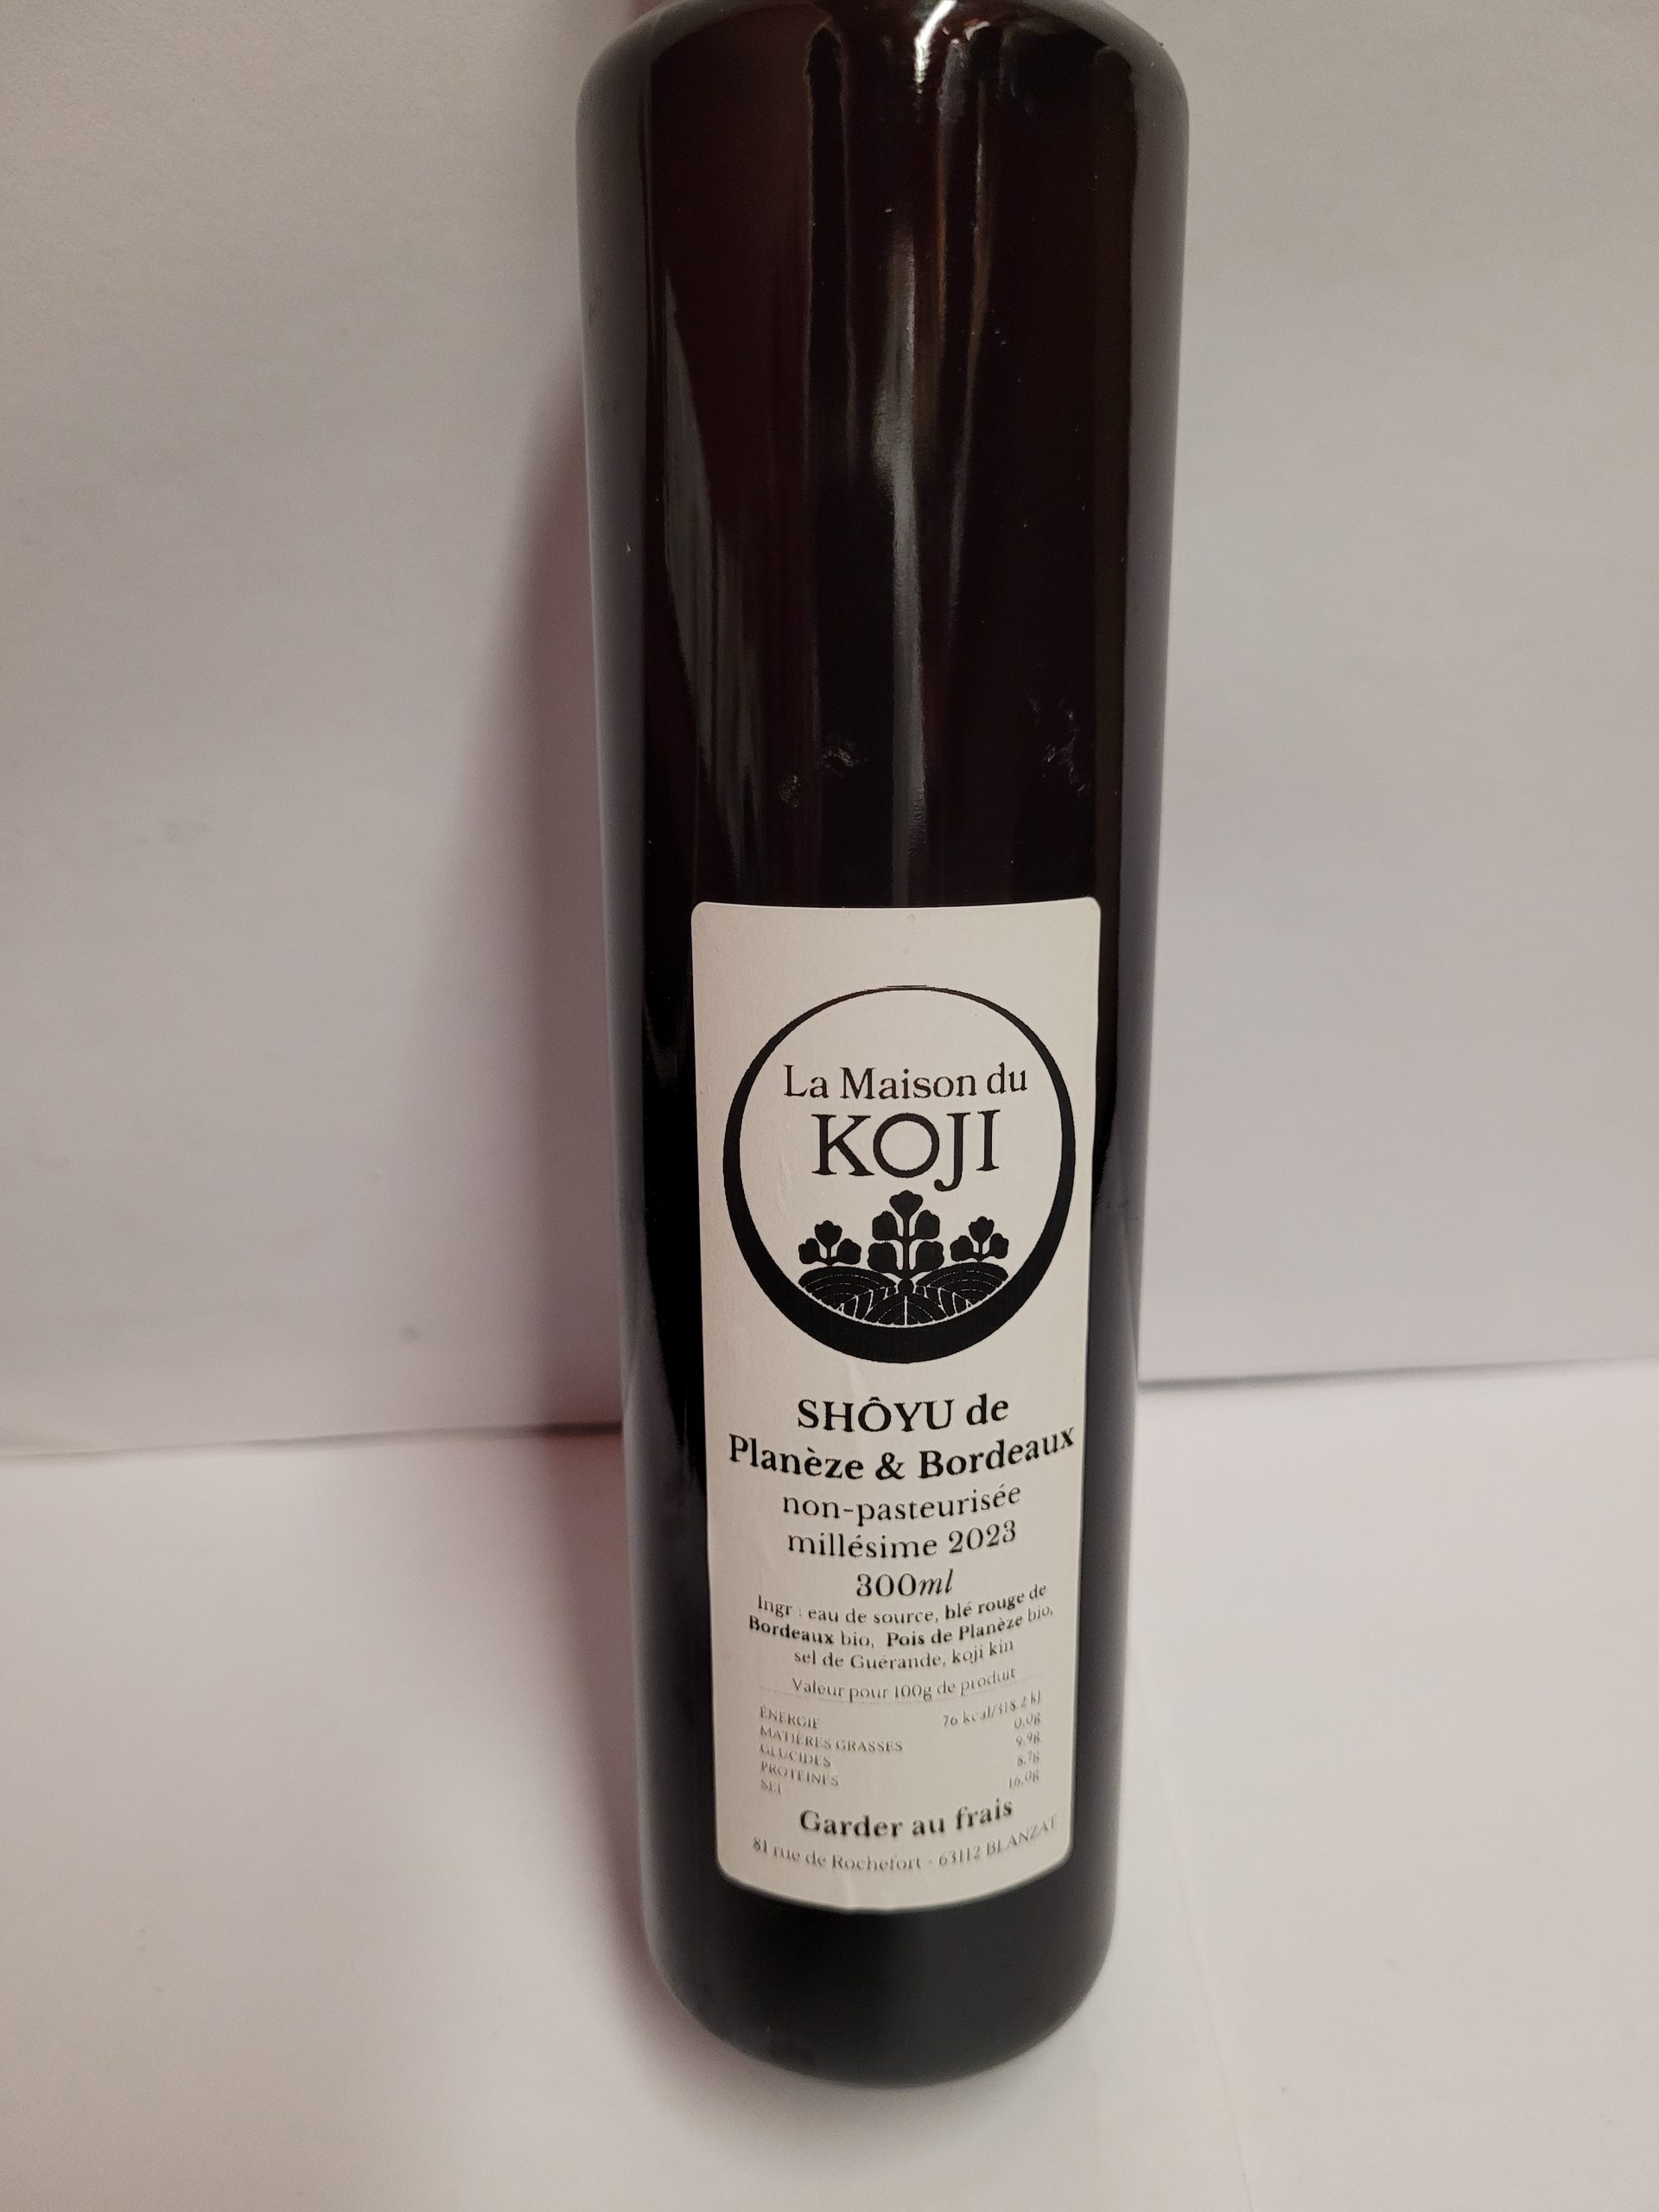 La Maison du
KOJI
SHÔYU de
Planèze & Bordeaux
non-pasteurisée
millésime 2023
300ml
Ingr : eau de source, blé rouge de
Bordeaux bio, Pois de Planèze bio,
sel de Guérande, koji kin
Valeur pour 100g de produit
ÉNERGIE 76 kcal/318.2 kJ
MATIÈRES GRASSES 0,0g
GLUCIDES 9,9g
PROTEINES 8,7g
SEL 16,0g
Garder au frais
81 rue de Rochefort - 63112 BLANZAT